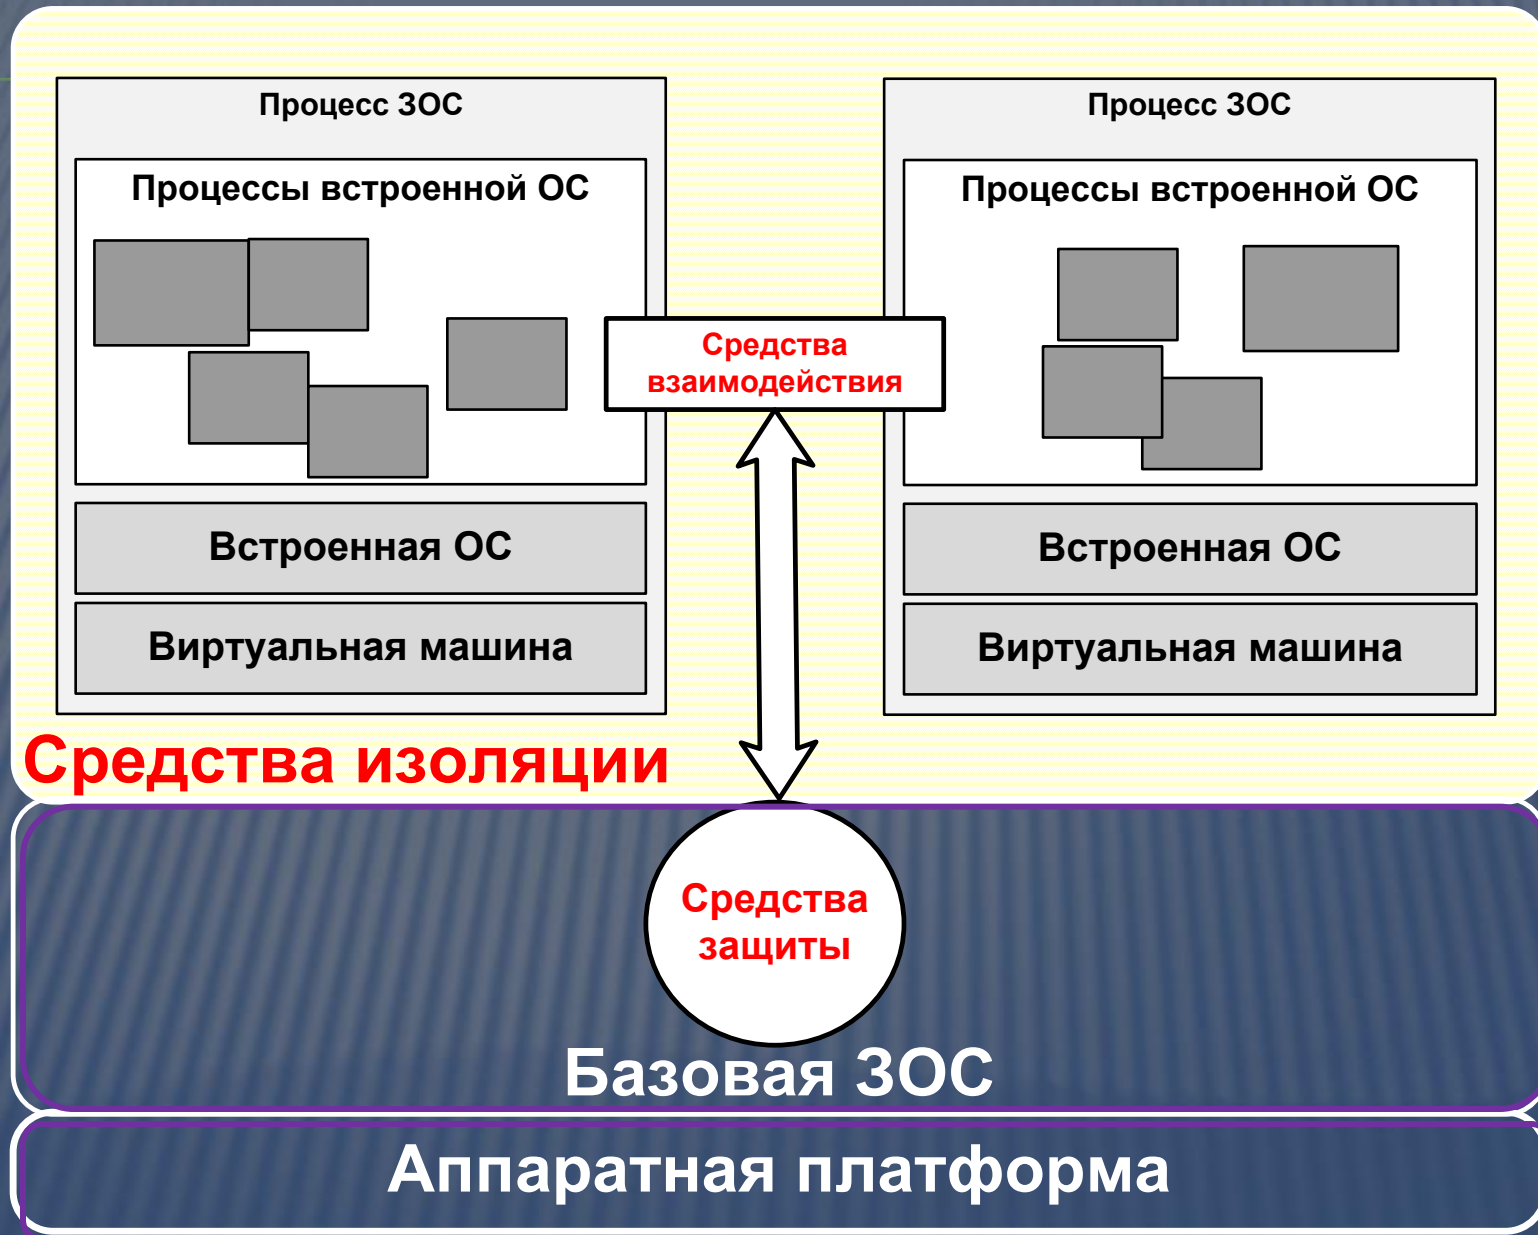 Процесс ЗОС
Процессы встроенной ОС
Встроенная ОС
Виртуальная машина
Средства
взаимодействия
Процесс ЗОС
Процессы встроенной ОС
Встроенная ОС
Виртуальная машина
Средства изоляции
Средства
защиты
Базовая ЗОС
Аппаратная платформа